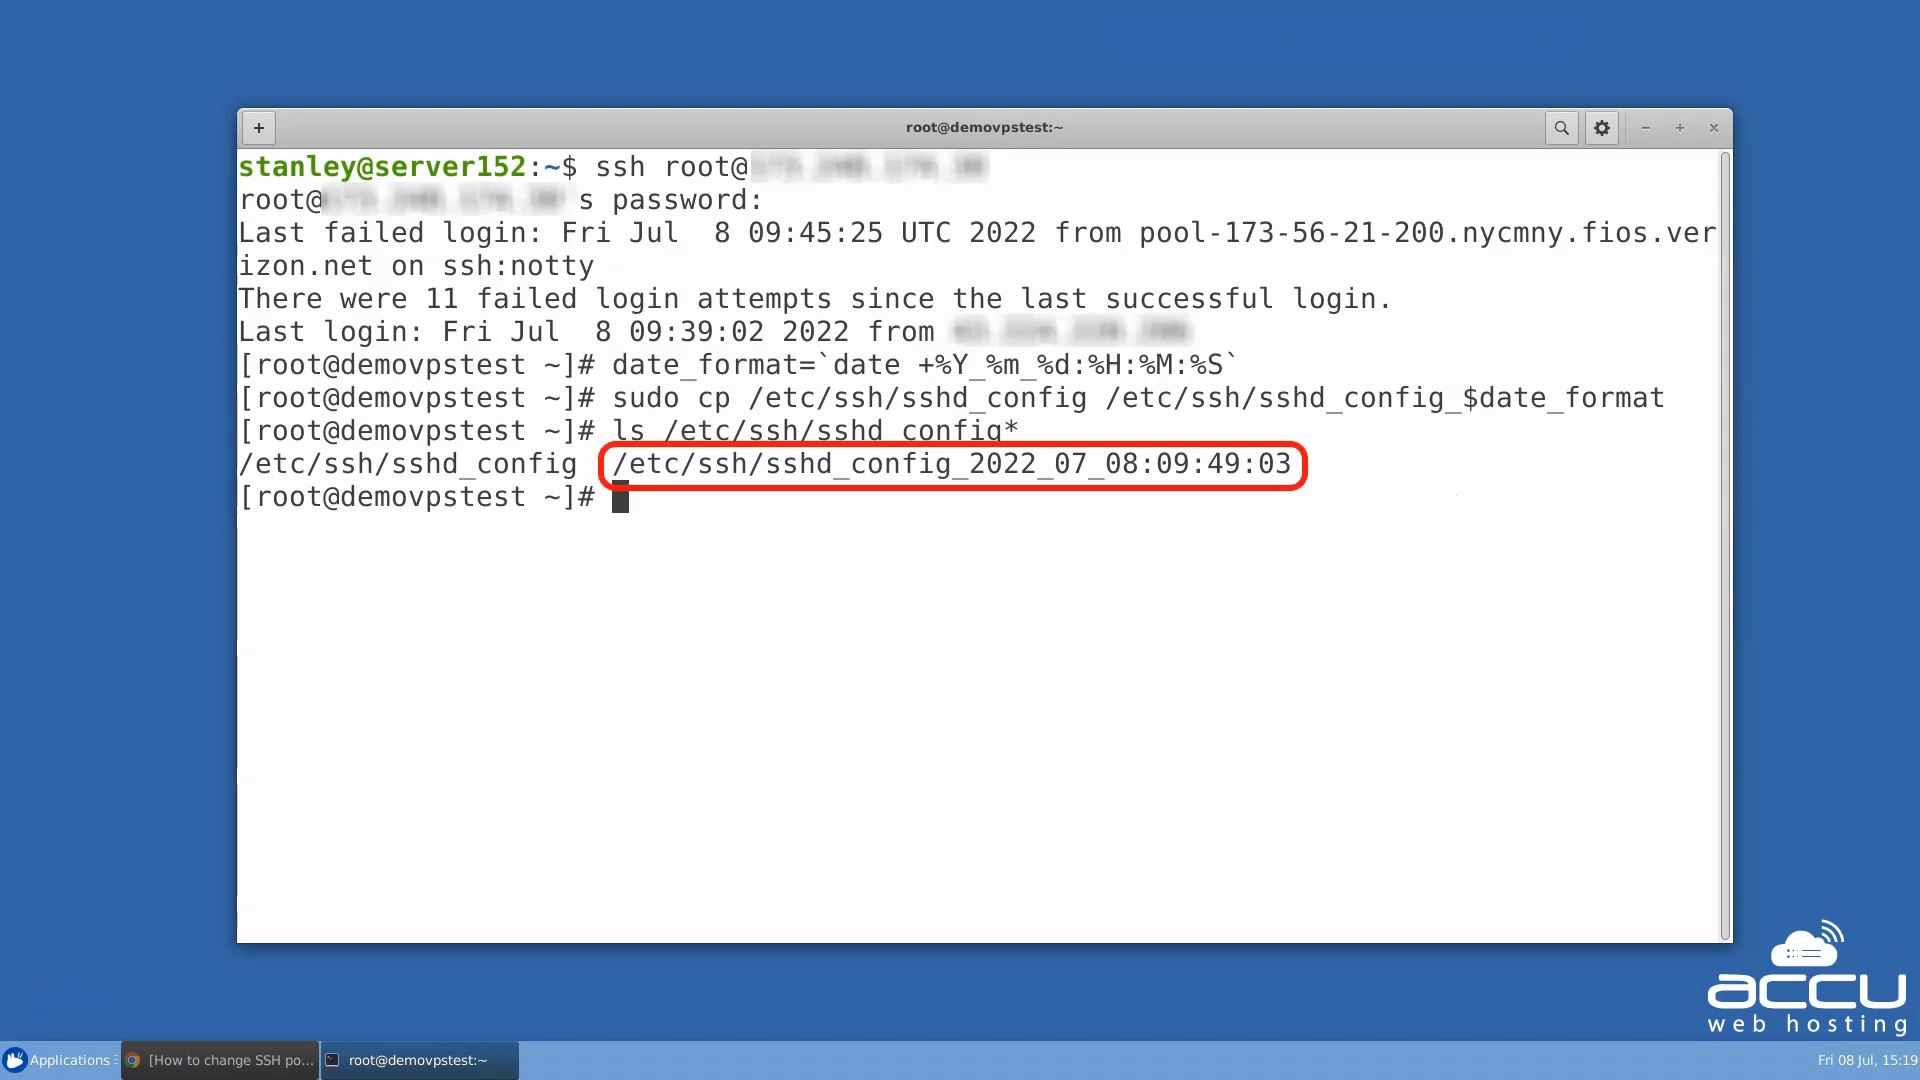 root@demovpstest:~
stanley@server152:~$ ssh root@
root@ 's password:
Last failed login: Fri Jul  8 09:45:25 UTC 2022 from pool-173-56-21-200.nycmny.fios.ver
izon.net on ssh:notty
There were 11 failed login attempts since the last successful login.
Last login: Fri Jul  8 09:39:02 2022 from
[root@demovpstest ~]# date_format=`date +%Y_%m_%d:%H:%M:%S`
[root@demovpstest ~]# sudo cp /etc/ssh/sshd_config /etc/ssh/sshd_config_$date_format
[root@demovpstest ~]# ls /etc/ssh/sshd_config*
/etc/ssh/sshd_config /etc/ssh/sshd_config_2022_07_08:09:49:03
[root@demovpstest ~]#
accu
web hosting
Applications
[How to change SSH po...
root@demovpstest:~
Fri 08 Jul, 15:19